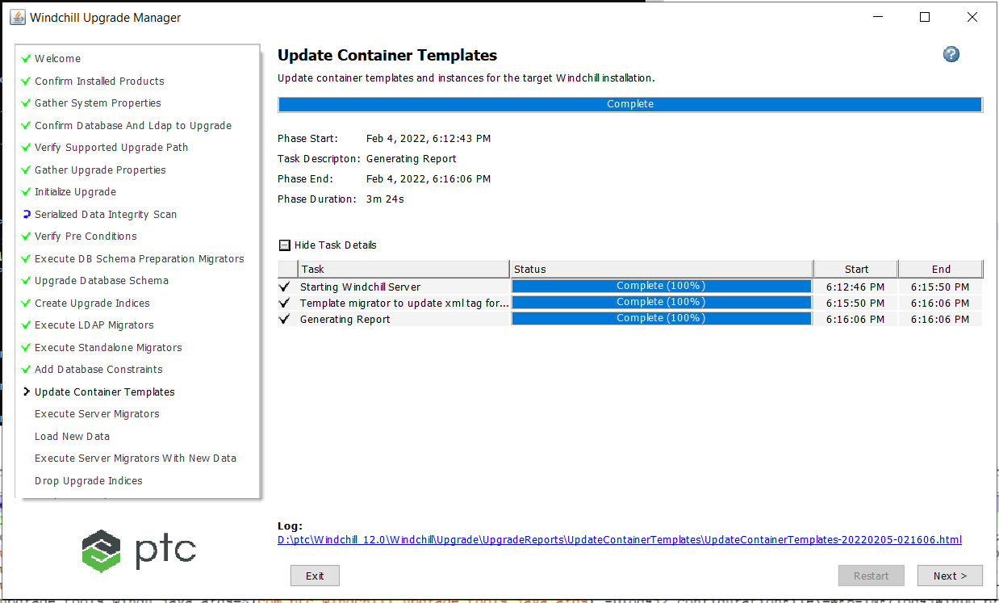 Windchill Upgrade Manager
Welcome
Confirm Installed Products
Gather System Properties
Confirm Database And Ldap to Upgrade
Verify Supported Upgrade Path
Gather Upgrade Properties
Initialize Upgrade
Serialized Data Integrity Scan
Verify Pre Conditions
Execute DB Schema Preparation Migrators
Upgrade Database Schema
Create Upgrade Indices
Execute LDAP Migrators
Execute Standalone Migrators
Add Database Constraints
Update Container Templates
Execute Server Migrators
Load New Data
Execute Server Migrators With New Data
Drop Upgrade Indices
ptc
Update Container Templates
?
Update container templates and instances for the target Windchill installation.
Complete
Phase Start: Feb 4, 2022, 6:12:43 PM
Task Descripton: Generating Report
Phase End: Feb 4, 2022, 6:16:06 PM
Phase Duration: 3m 24s
Hide Task Details
Task Status Start End
Starting Windchill Server Complete (100%) 6:12:46 PM 6:15:50 PM
Template migrator to update xml tag for... Complete (100%) 6:15:50 PM 6:16:06 PM
Generating Report Complete (100%) 6:16:06 PM 6:16:06 PM
Log:
D:\ptc\Windchill_12.0\Windchill\Upgrade\UpgradeReports\UpdateContainerTemplates\UpdateContainerTemplates-20220205-021606.html
Exit Restart Next >